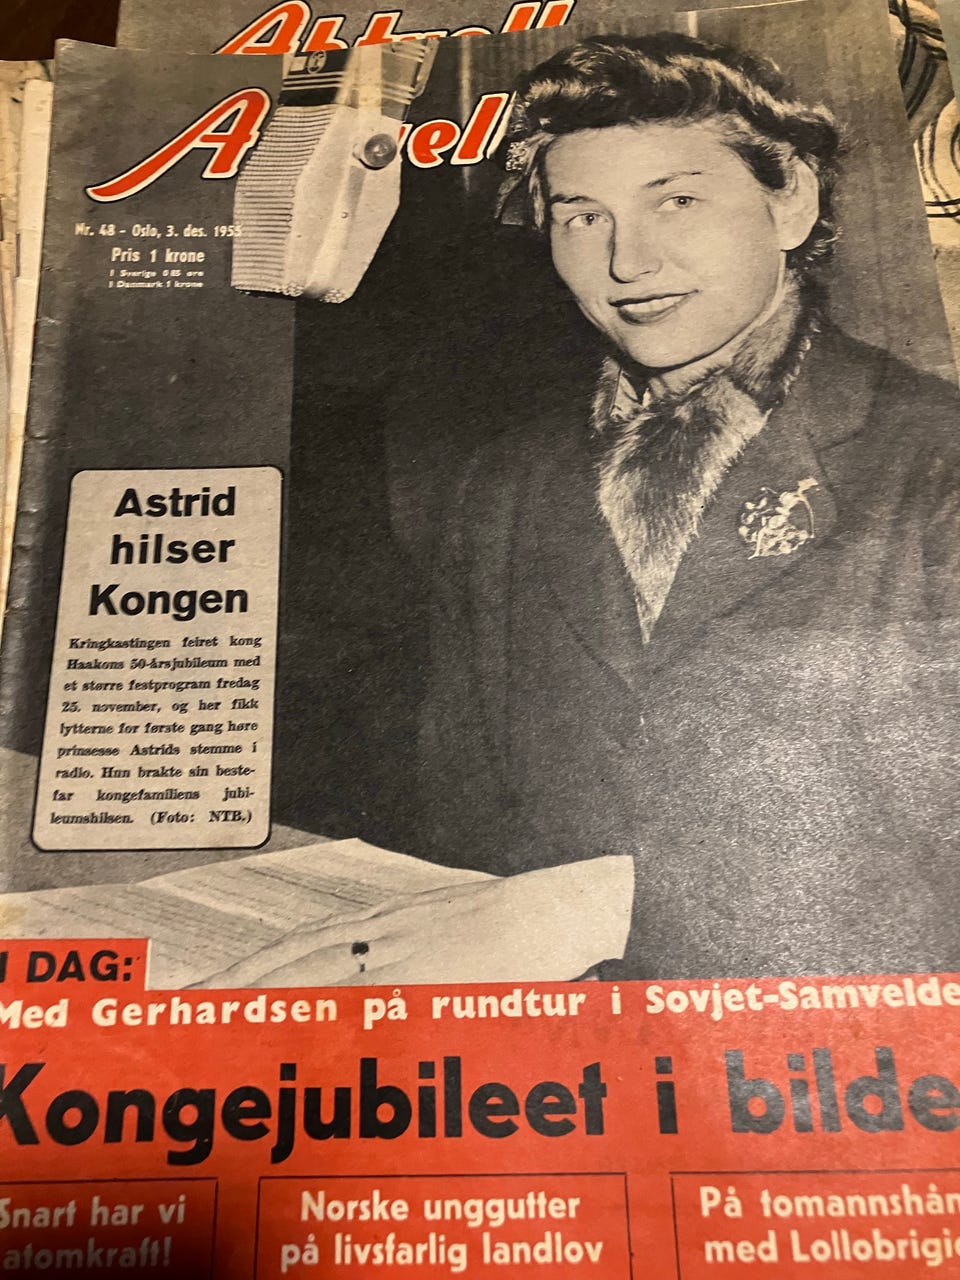 Aktuell
Nr. 48 - Oslo, 3. des. 1955
Pris 1 krone
I Sverige 0 85 øre
I Danmark 1 krone
Astrid
hilser
Kongen
Kringkastingen feiret kong
Haakons 50-årsjubileum med
et større festprogram fredag
25. november, og her fikk
lytterne for første gang høre
prinsesse Astrids stemme i
radio. Hun brakte sin beste-
far kongefamiliens jubi-
leumshilsen. (Foto: NTB.)
I DAG:
Med Gerhardsen på rundtur i Sovjet-Samvelde
Kongejubileet i bilde
Snart har vi
atomkraft!
Norske unggutter
på livsfarlig landlov
På tomannshån
med Lollobrigi